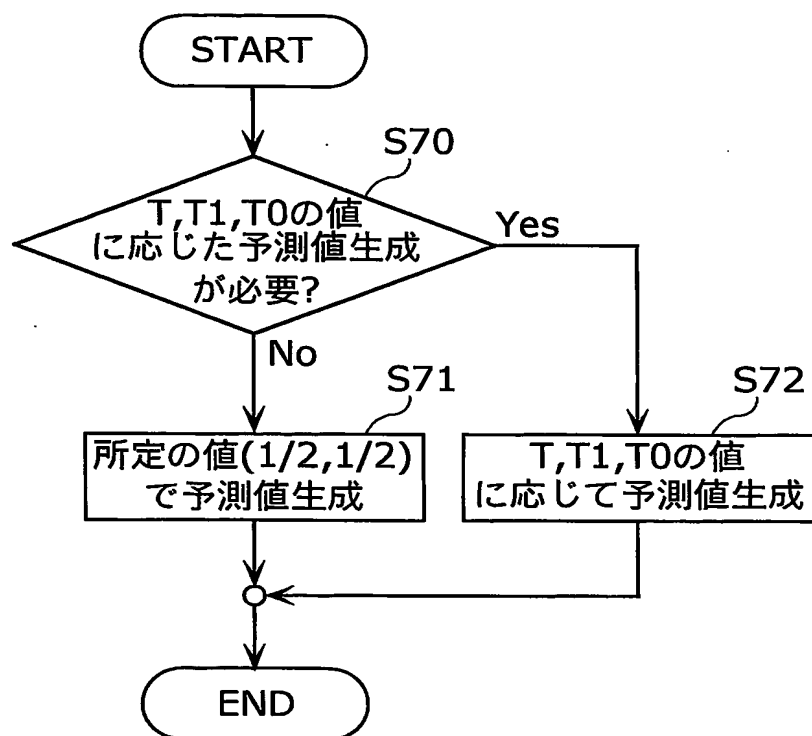 START
S70
T,T1,T0の値
に応じた予測値生成
が必要?
Yes
No
S71
所定の値(1/2,1/2)
で予測値生成
S72
T,T1,T0の値
に応じて予測値生成
END